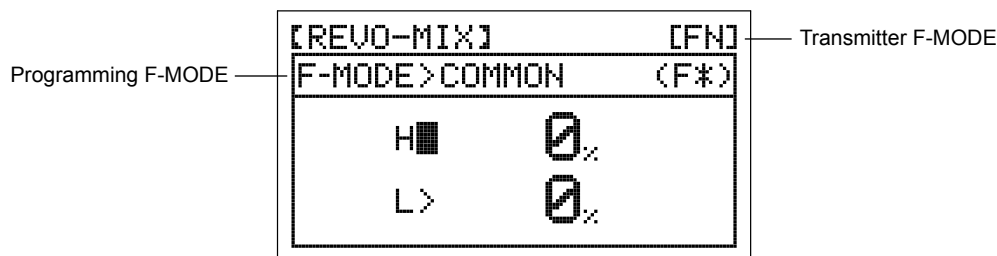 [REVO-MIX] [FN]
Transmitter F-MODE
Programming F-MODE
F-MODE>COMMON (F*)
H 0%
L> 0%